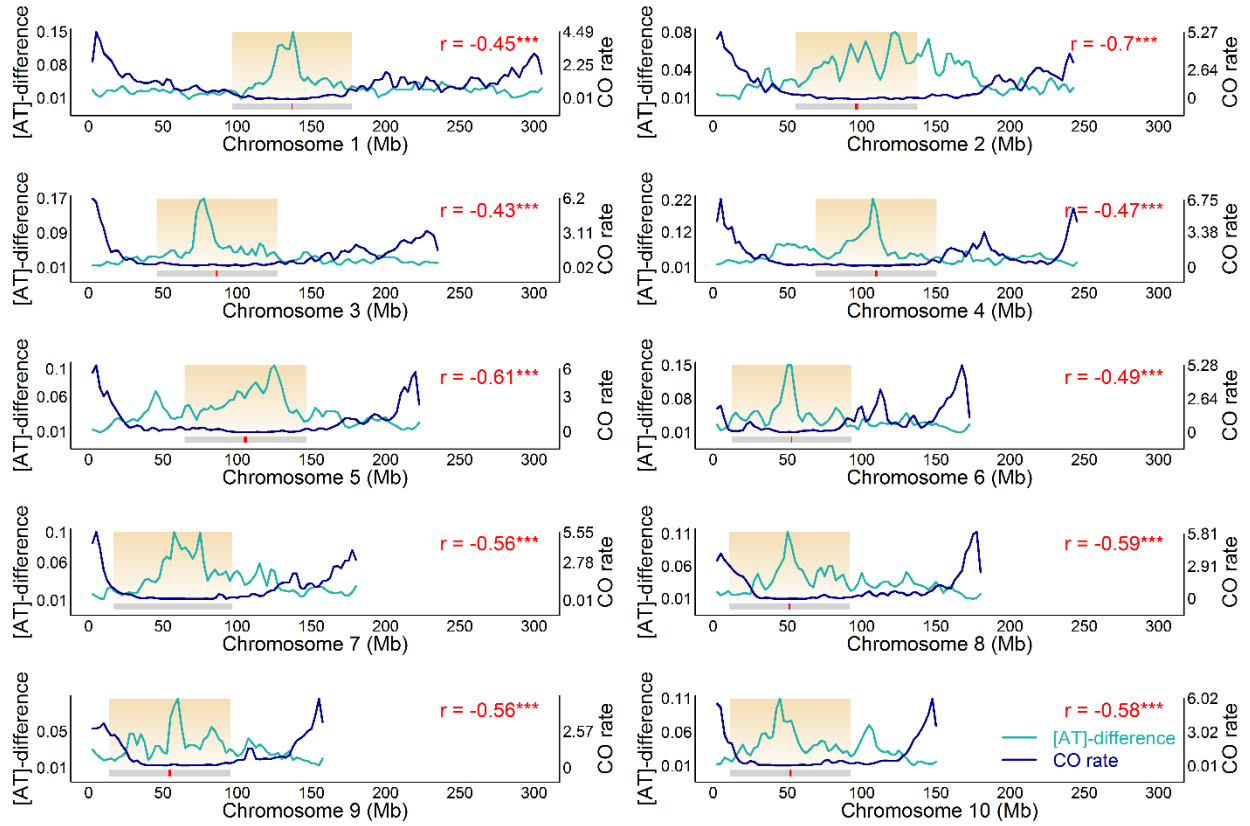 [AT]-difference
0.15
0.08
0.01
r = -0.45***
4.49
2.25
0.01
CO rate
0 50 100 150 200 250 300
Chromosome 1 (Mb)
[AT]-difference
0.08
0.04
0.01
r = -0.7***
5.27
2.64
0
CO rate
0 50 100 150 200 250 300
Chromosome 2 (Mb)
[AT]-difference
0.17
0.09
0.01
r = -0.43***
6.2
3.11
0.02
CO rate
0 50 100 150 200 250 300
Chromosome 3 (Mb)
[AT]-difference
0.22
0.12
0.01
r = -0.47***
6.75
3.38
0
CO rate
0 50 100 150 200 250 300
Chromosome 4 (Mb)
[AT]-difference
0.1
0.06
0.01
r = -0.61***
6
3
0
CO rate
0 50 100 150 200 250 300
Chromosome 5 (Mb)
[AT]-difference
0.15
0.08
0.01
r = -0.49***
5.28
2.64
0
CO rate
0 50 100 150 200 250 300
Chromosome 6 (Mb)
[AT]-difference
0.1
0.06
0.01
r = -0.56***
5.55
2.78
0.01
CO rate
0 50 100 150 200 250 300
Chromosome 7 (Mb)
[AT]-difference
0.11
0.06
0.01
r = -0.59***
5.81
2.91
0
CO rate
0 50 100 150 200 250 300
Chromosome 8 (Mb)
[AT]-difference
0.05
0.01
r = -0.56***
2.57
0
CO rate
0 50 100 150 200 250 300
Chromosome 9 (Mb)
[AT]-difference
0.11
0.06
0.01
r = -0.58***
[AT]-difference
CO rate
6.02
3.02
0.01
CO rate
0 50 100 150 200 250 300
Chromosome 10 (Mb)